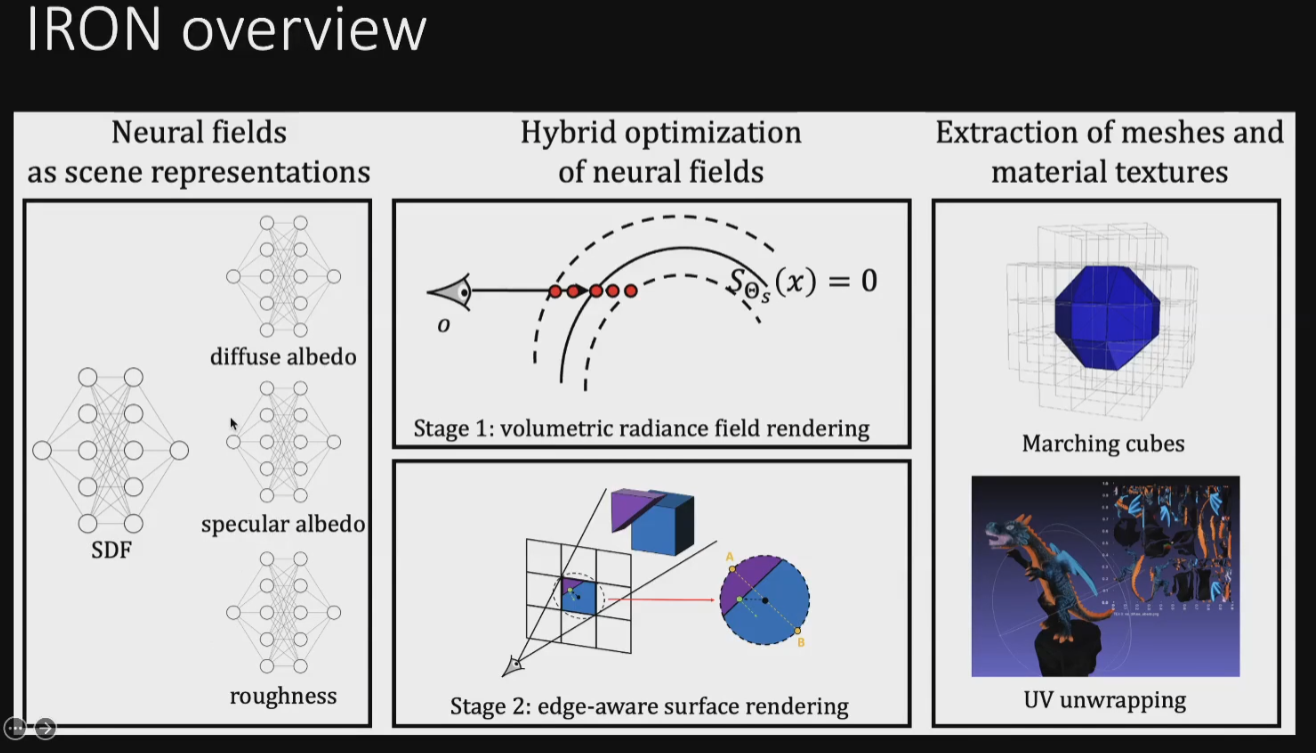 IRON overview
Neural fields
as scene representations
diffuse albedo
specular albedo
SDF
roughness
Hybrid optimization
of neural fields
o
S_Θ_s(x) = 0
Stage 1: volumetric radiance field rendering
A
B
Stage 2: edge-aware surface rendering
Extraction of meshes and
material textures
Marching cubes
UV unwrapping